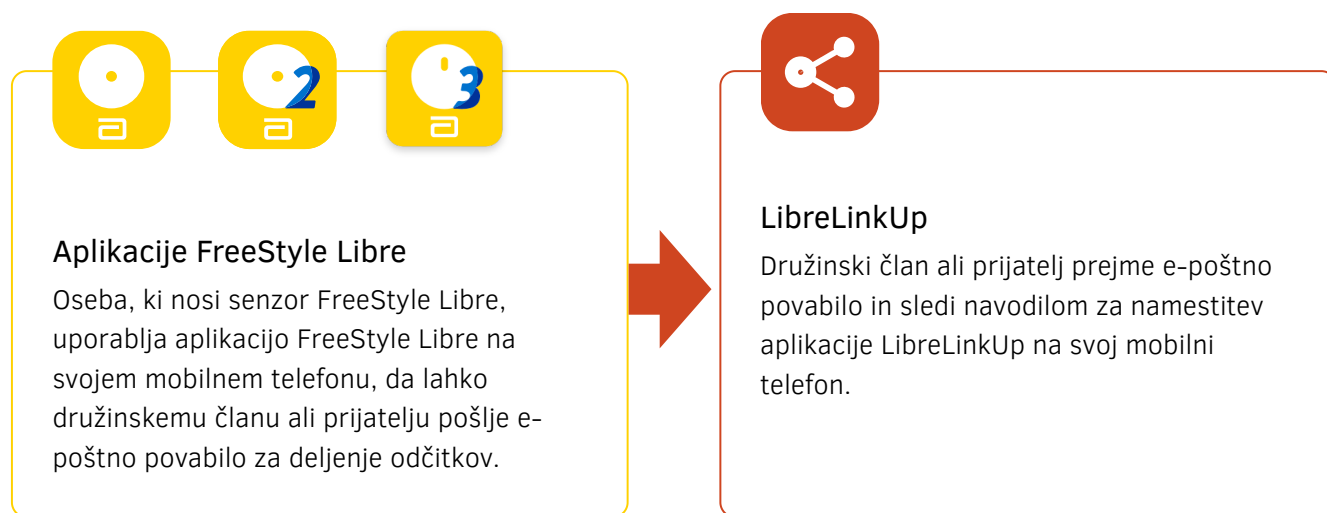 2
3
Aplikacije FreeStyle Libre
Oseba, ki nosi senzor FreeStyle Libre,
uporablja aplikacijo FreeStyle Libre na
svojem mobilnem telefonu, da lahko
družinskemu članu ali prijatelju pošlje e-
poštno povabilo za deljenje odčitkov.
LibreLinkUp
Družinski član ali prijatelj prejme e-poštno
povabilo in sledi navodilom za namestitev
aplikacije LibreLinkUp na svoj mobilni
telefon.